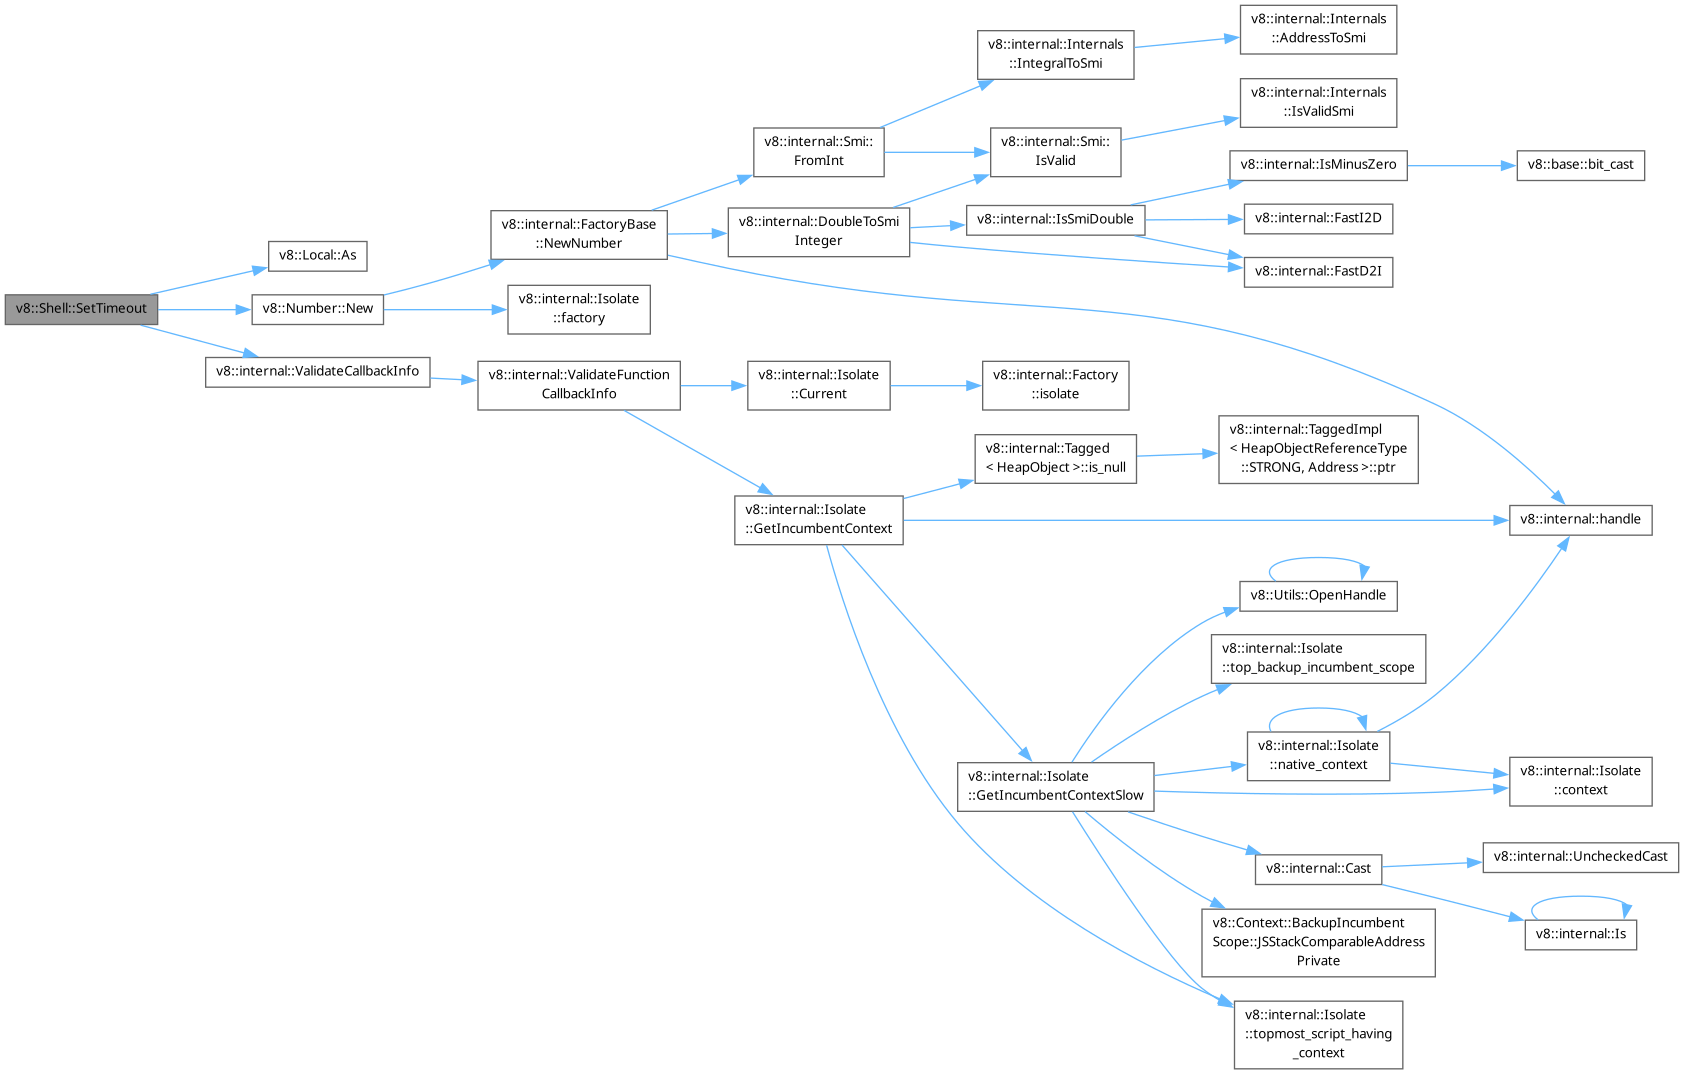 v8::Shell::SetTimeout
v8::Local::As
v8::Number::New
v8::internal::ValidateCallbackInfo
v8::internal::FactoryBase
::NewNumber
v8::internal::Isolate
::factory
v8::internal::ValidateFunction
CallbackInfo
v8::internal::Smi::
FromInt
v8::internal::DoubleToSmi
Integer
v8::internal::Isolate
::Current
v8::internal::Isolate
::GetIncumbentContext
v8::internal::Internals
::IntegralToSmi
v8::internal::Smi::
IsValid
v8::internal::IsSmiDouble
v8::internal::Factory
::isolate
v8::internal::Tagged
< HeapObject >::is_null
v8::internal::Isolate
::GetIncumbentContextSlow
v8::internal::Internals
::AddressToSmi
v8::internal::Internals
::IsValidSmi
v8::internal::IsMinusZero
v8::internal::FastI2D
v8::internal::FastD2I
v8::internal::TaggedImpl
< HeapObjectReferenceType
::STRONG, Address >::ptr
v8::Utils::OpenHandle
v8::internal::Isolate
::top_backup_incumbent_scope
v8::internal::Isolate
::native_context
v8::internal::Cast
v8::Context::BackupIncumbent
Scope::JSStackComparableAddress
Private
v8::internal::Isolate
::topmost_script_having
_context
v8::base::bit_cast
v8::internal::handle
v8::internal::Isolate
::context
v8::internal::UncheckedCast
v8::internal::Is